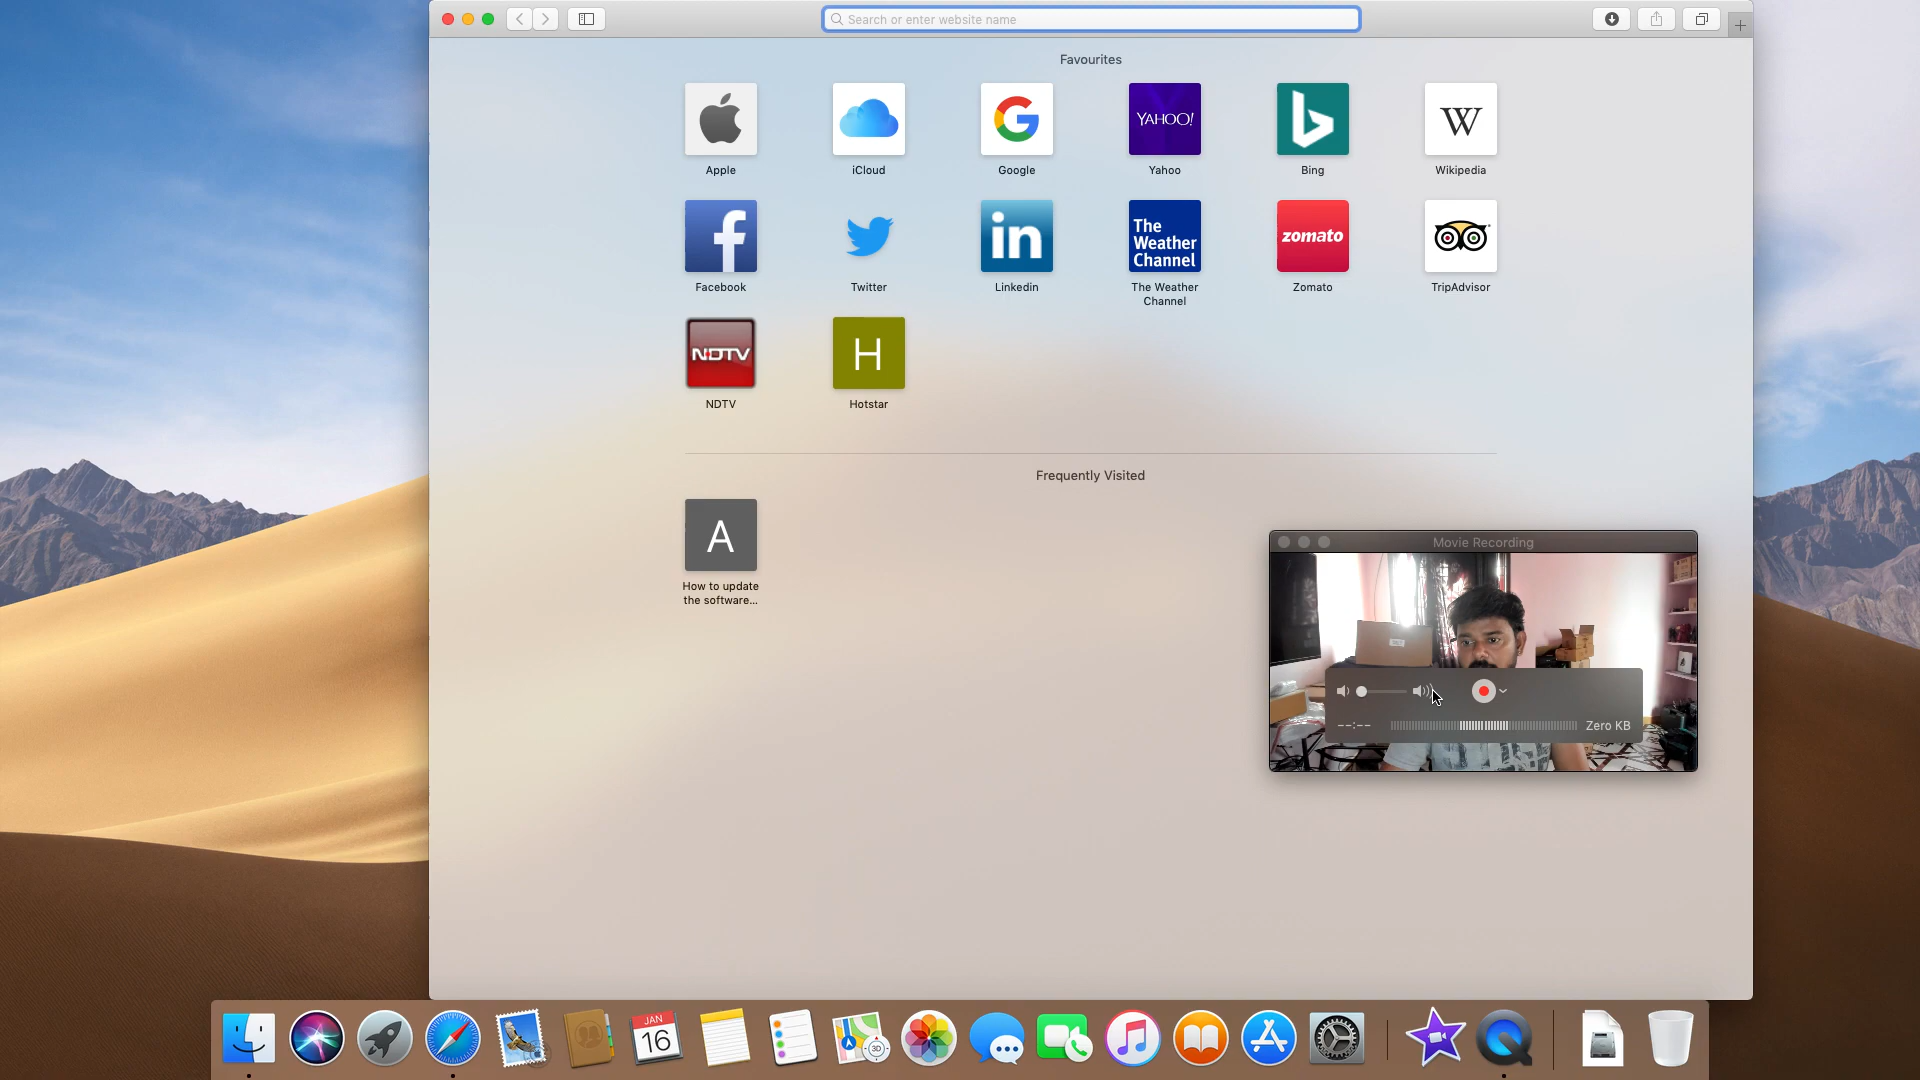 Search or enter website name
Favourites
Apple
iCloud
Google
YAHOO!
Yahoo
Bing
W
Wikipedia
Facebook
Twitter
in
Linkedin
The
Weather
Channel
The Weather
Channel
zomato
Zomato
TripAdvisor
NDTV
NDTV
H
Hotstar
Frequently Visited
A
How to update
the software...
Movie Recording
--:--
Zero KB
JAN
16
3D